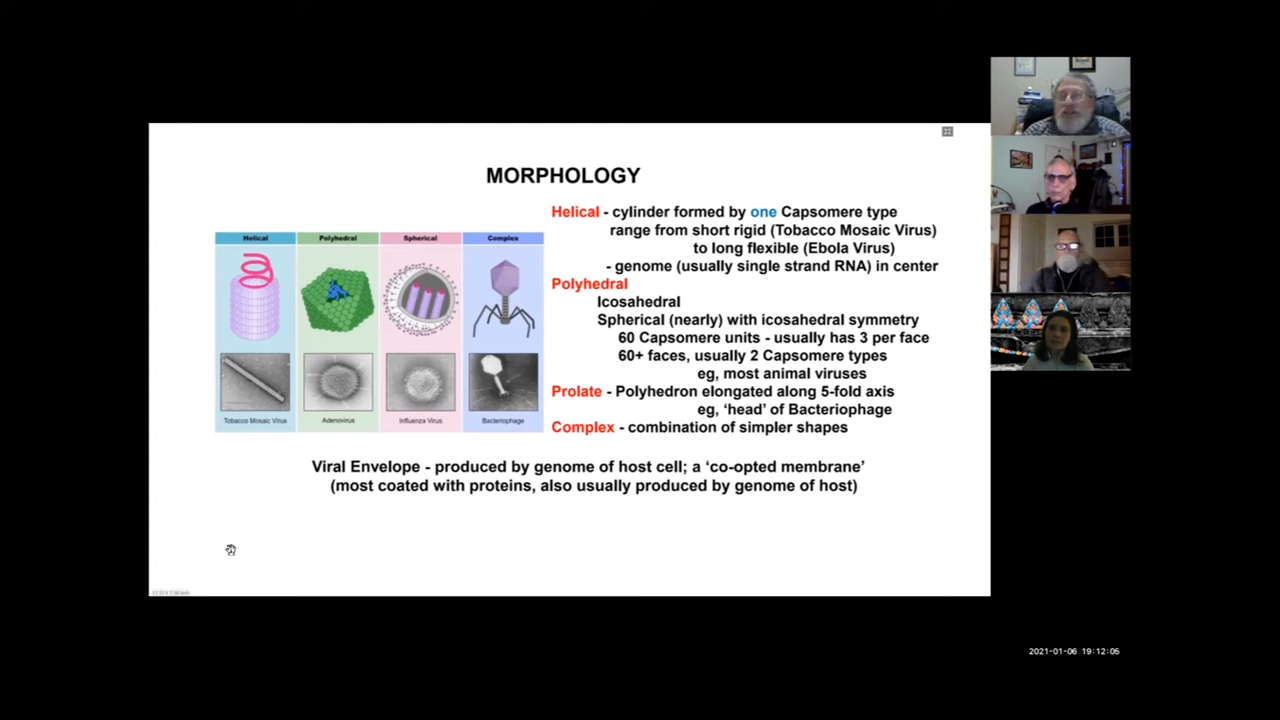 MORPHOLOGY
Helical Polyhedral Spherical Complex
Tobacco Mosaic Virus Adenovirus Influenza Virus Bacteriophage
Helical - cylinder formed by one Capsomere type
range from short rigid (Tobacco Mosaic Virus)
to long flexible (Ebola Virus)
- genome (usually single strand RNA) in center
Polyhedral
Icosahedral
Spherical (nearly) with icosahedral symmetry
60 Capsomere units - usually has 3 per face
60+ faces, usually 2 Capsomere types
eg, most animal viruses
Prolate - Polyhedron elongated along 5-fold axis
eg, ‘head’ of Bacteriophage
Complex - combination of simpler shapes
Viral Envelope - produced by genome of host cell; a ‘co-opted membrane’
(most coated with proteins, also usually produced by genome of host)
2021-01-06 19:12:05